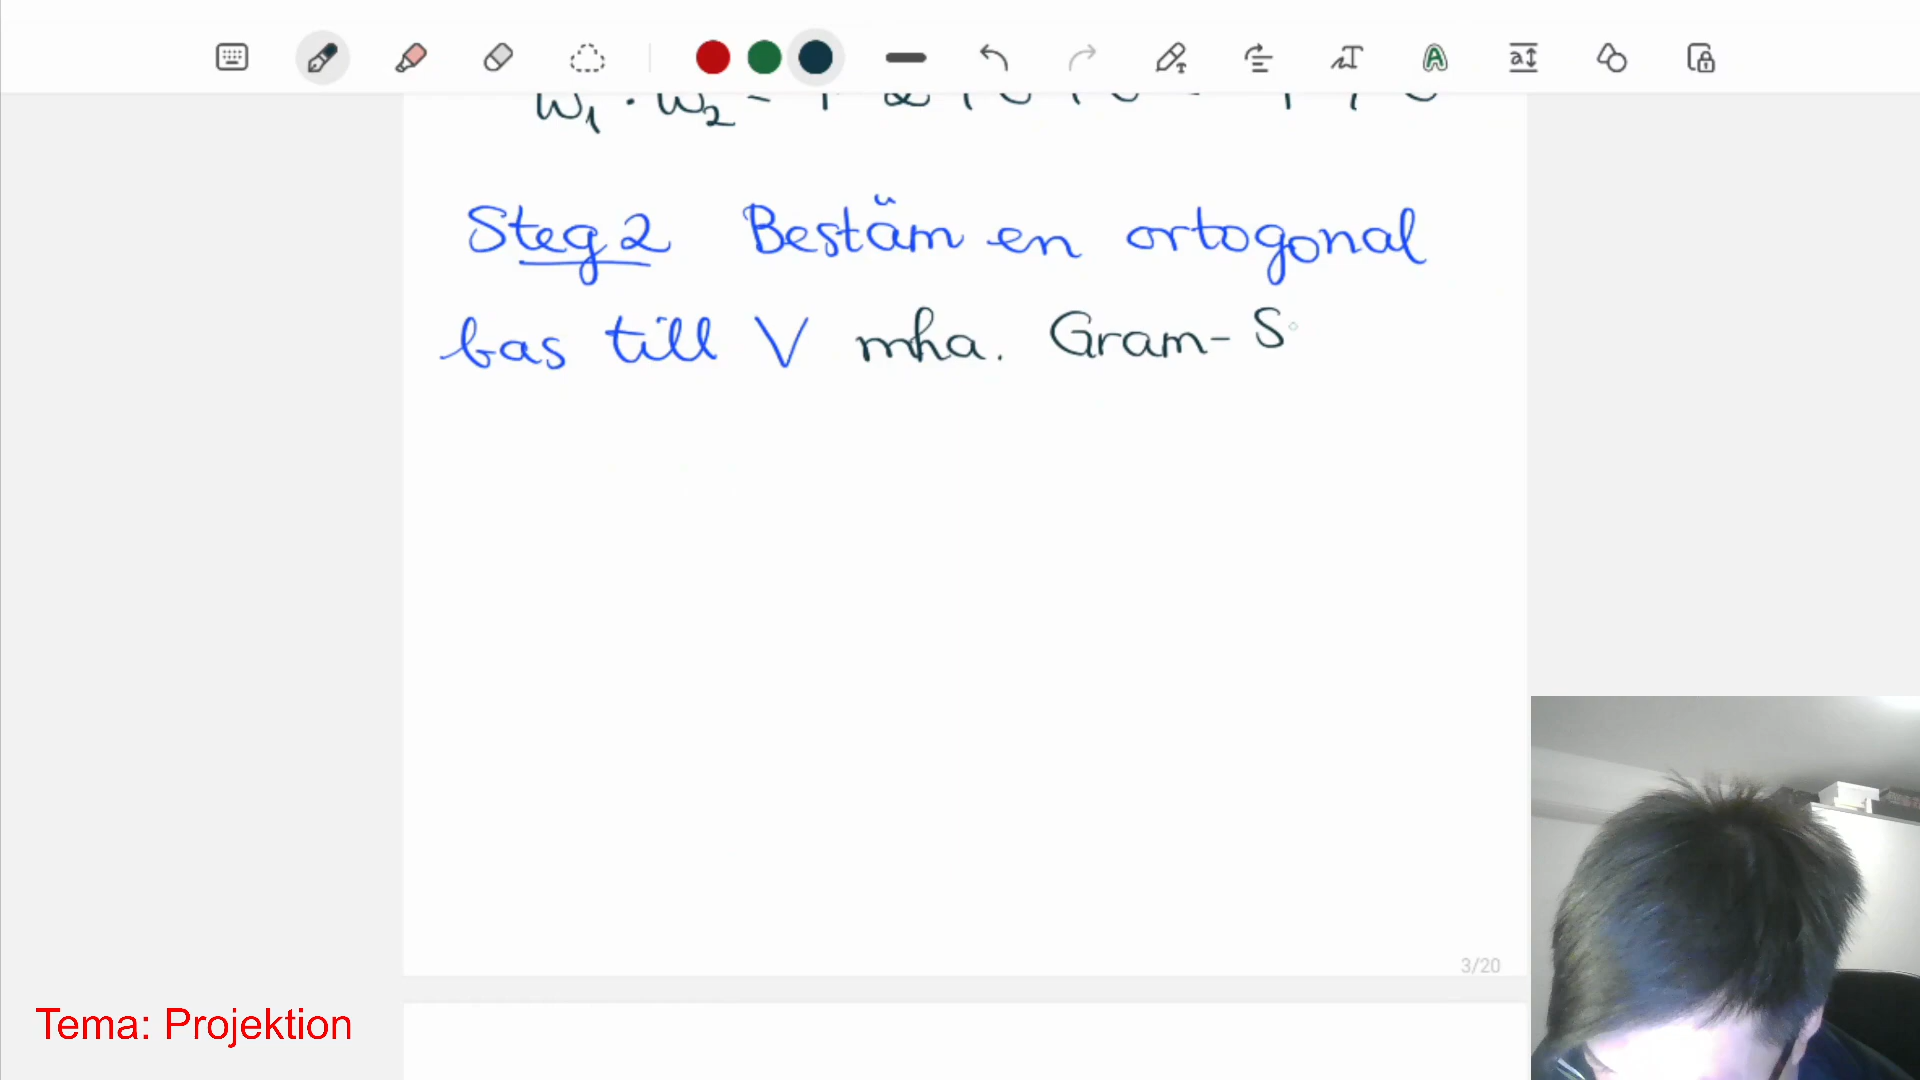 Steg 2 Bestäm en ortogonal
bas till V mha. Gram-S
3/20
Tema: Projektion